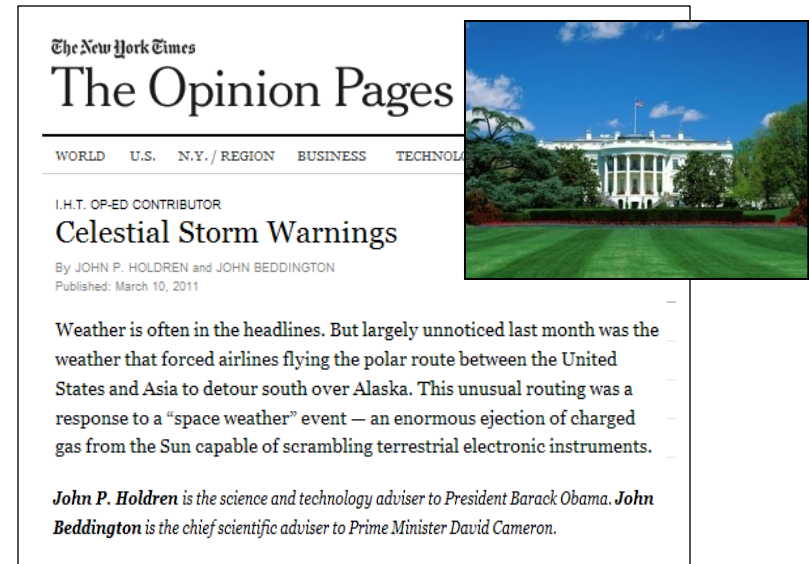 The New York Times
The Opinion Pages
WORLD U.S. N.Y. / REGION BUSINESS
I.H.T. OP-ED CONTRIBUTOR
Celestial Storm Warnings
By JOHN P. HOLDREN and JOHN BEDDINGTON
Published: March 10, 2011
Weather is often in the headlines. But largely unnoticed last month was the
weather that forced airlines flying the polar route between the United
States and Asia to detour south over Alaska. This unusual routing was a
response to a “space weather” event — an enormous ejection of charged
gas from the Sun capable of scrambling terrestrial electronic instruments.
John P. Holdren is the science and technology adviser to President Barack Obama. John
Beddington is the chief scientific adviser to Prime Minister David Cameron.